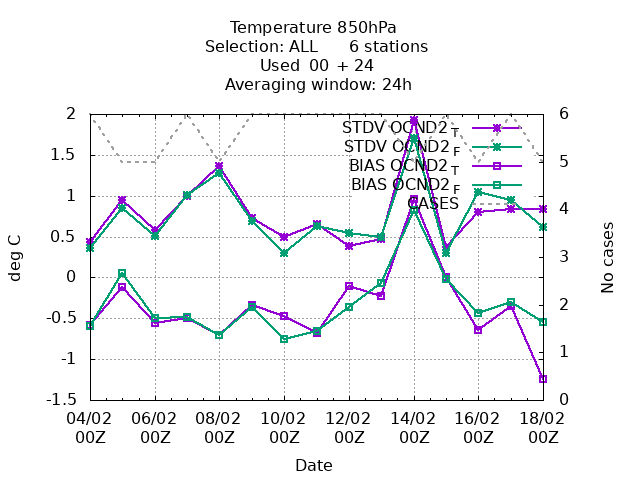 Temperature 850hPa
Selection: ALL 6 stations
Used 00 + 24
Averaging window: 24h
STDV OCND2 T
STDV OCND2 F
BIAS OCND2 T
BIAS OCND2 F
CASES
2
1.5
1
0.5
0
-0.5
-1
-1.5
deg C
6
5
4
3
2
1
0
No cases
04/02 06/02 08/02 10/02 12/02 14/02 16/02 18/02
00Z 00Z 00Z 00Z 00Z 00Z 00Z 00Z
Date